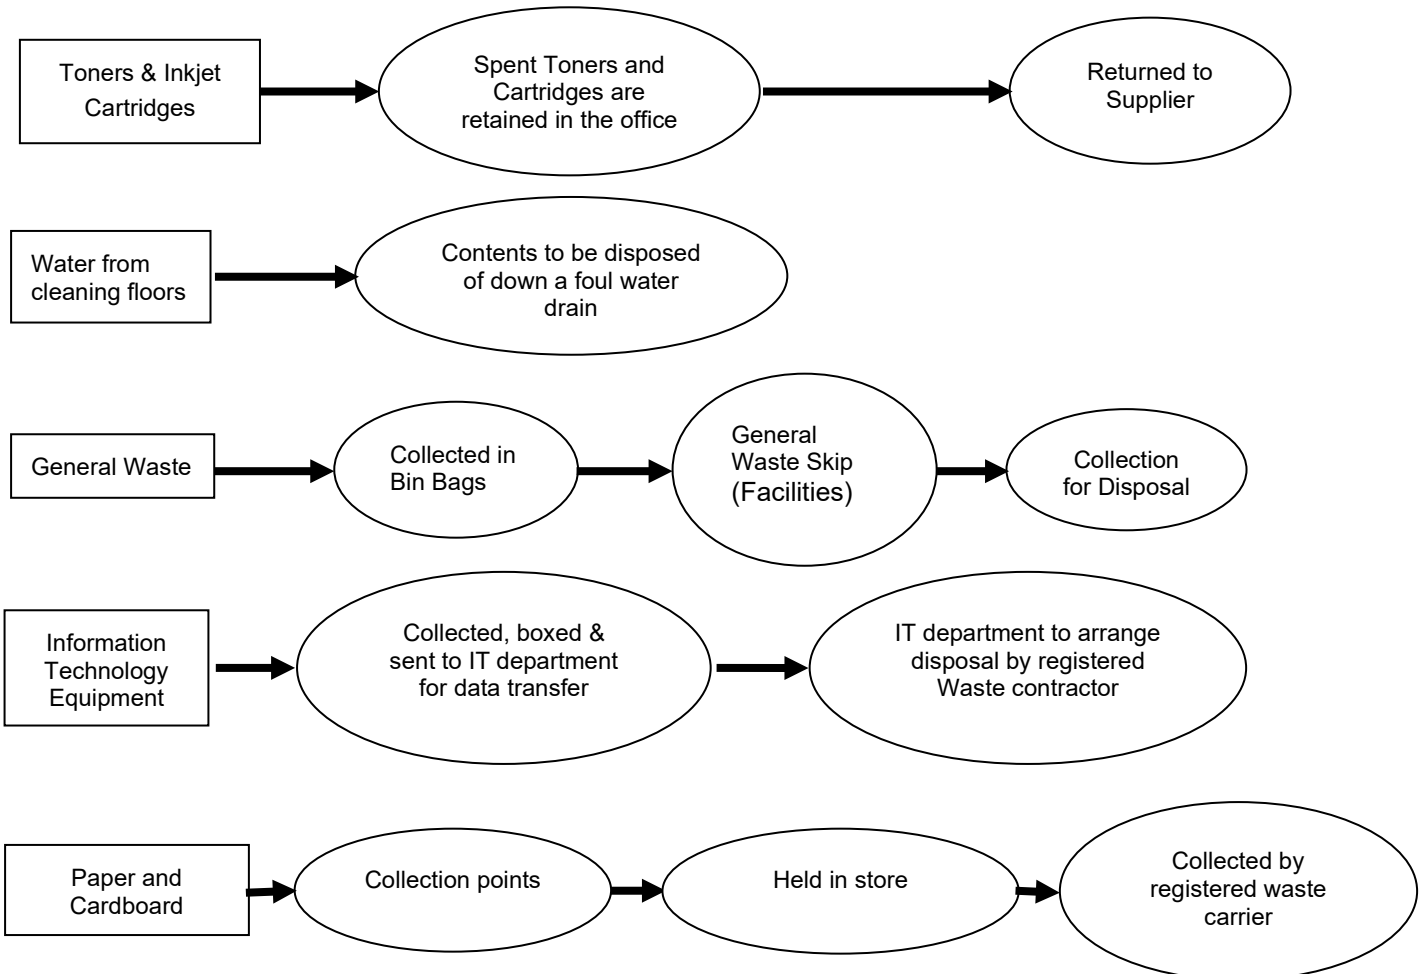 Toners & Inkjet
Cartridges
Spent Toners and
Cartridges are
retained in the office
Returned to
Supplier
Water from
cleaning floors
Contents to be disposed
of down a foul water
drain
General Waste
Collected in
Bin Bags
General
Waste Skip
(Facilities)
Collection
for Disposal
Information
Technology
Equipment
Collected, boxed &
sent to IT department
for data transfer
IT department to arrange
disposal by registered
Waste contractor
Paper and
Cardboard
Collection points
Held in store
Collected by
registered waste
carrier